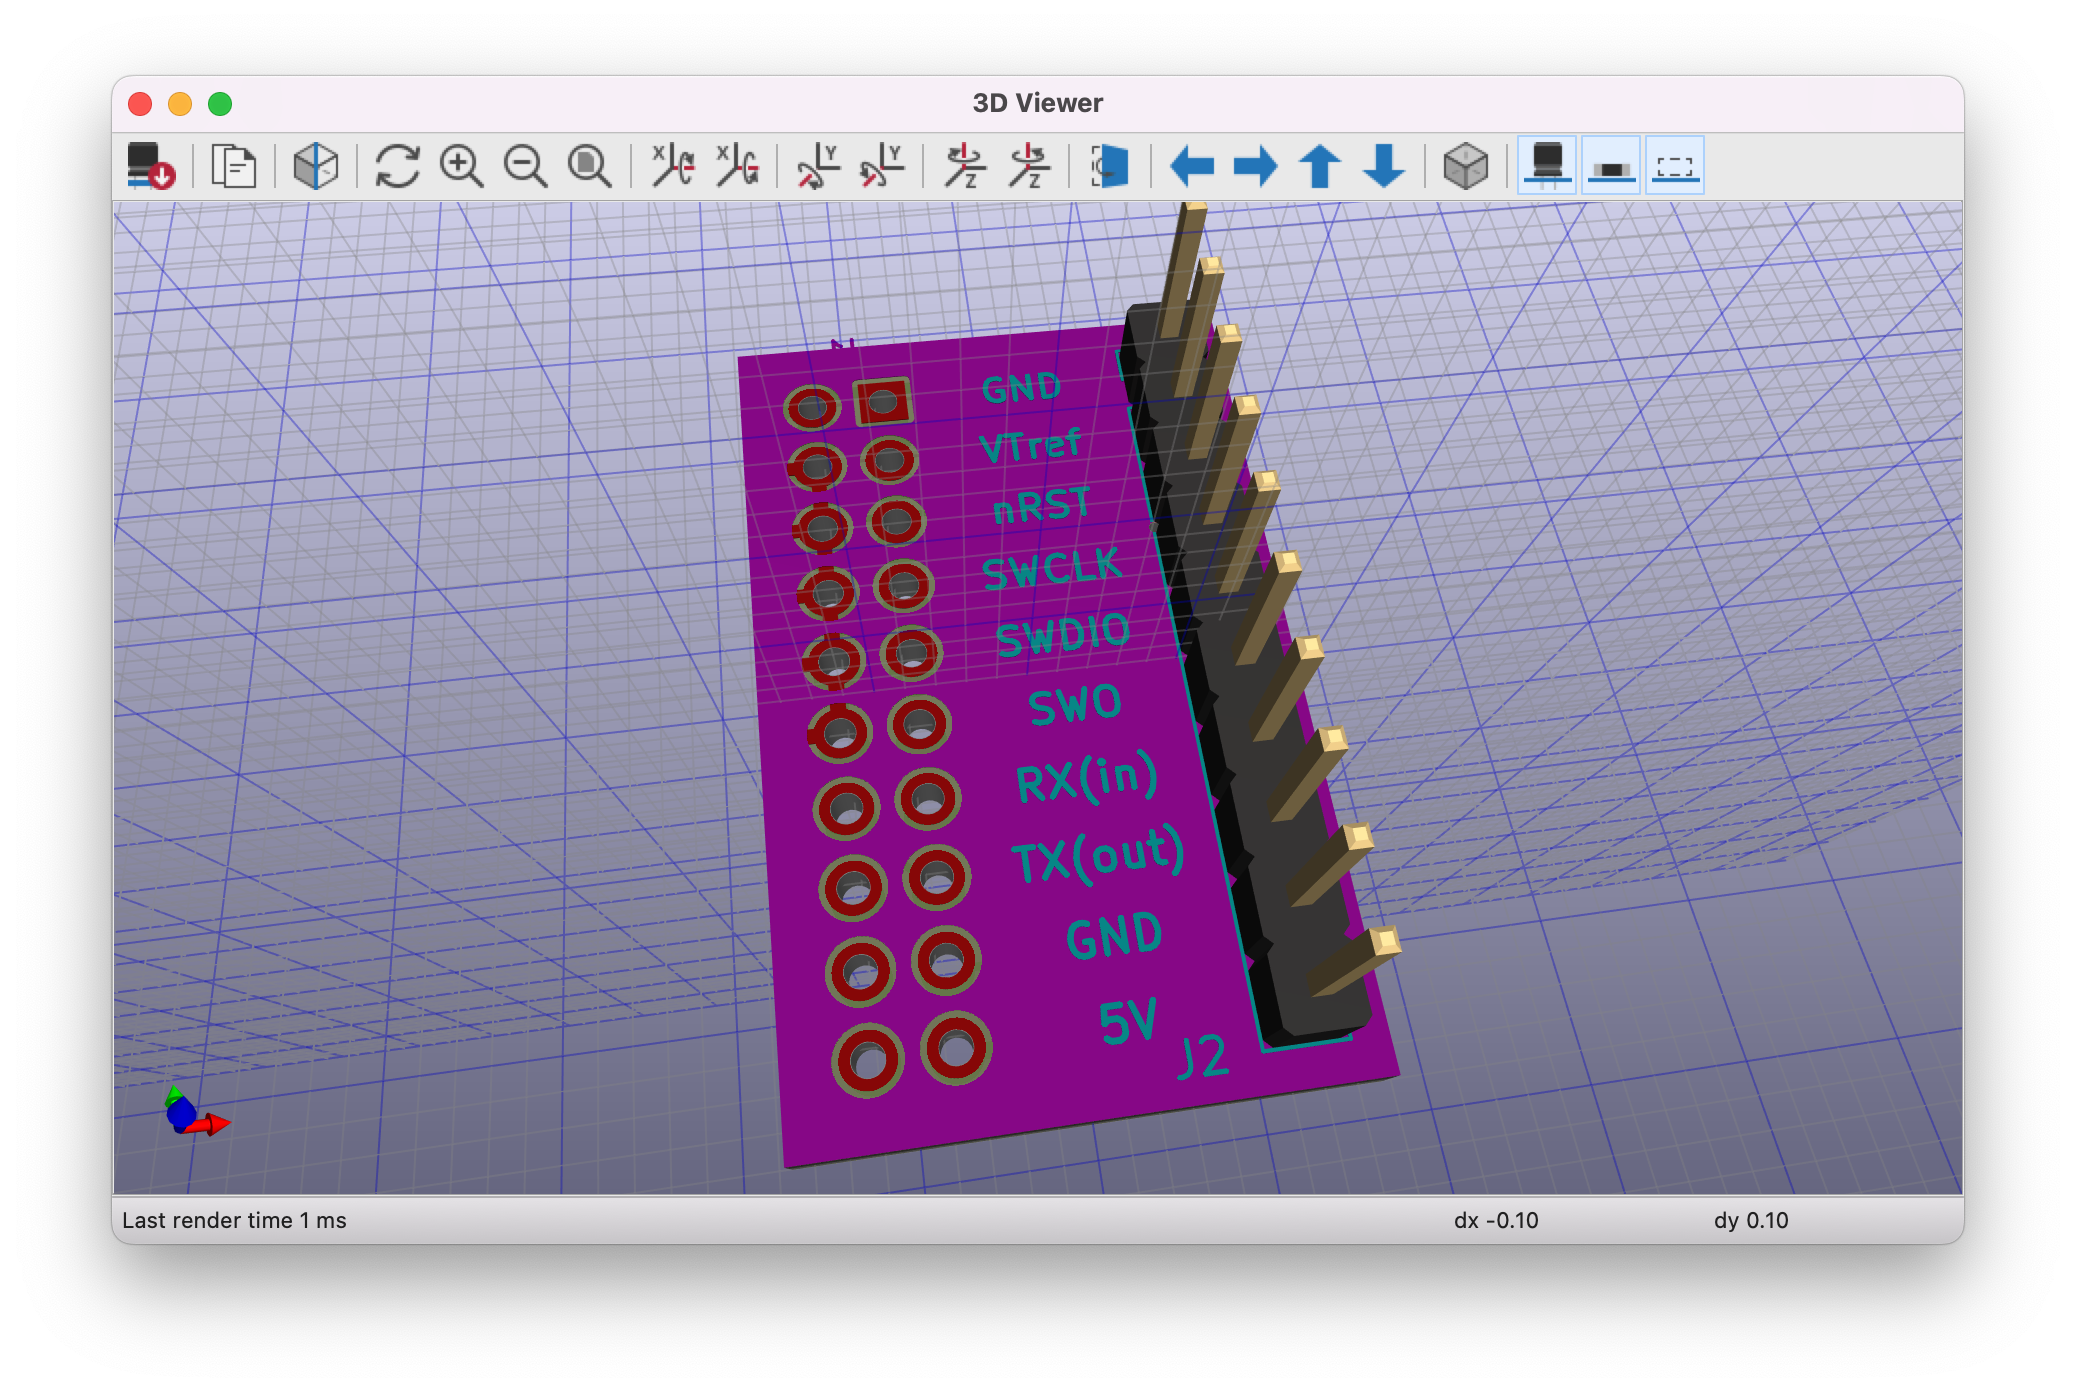 3D Viewer
X X Y Y Z Z
GND
VTref
nRST
SWCLK
SWDIO
SWO
RX(in)
TX(out)
GND
5V
J2
Last render time 1 ms dx -0.10 dy 0.10